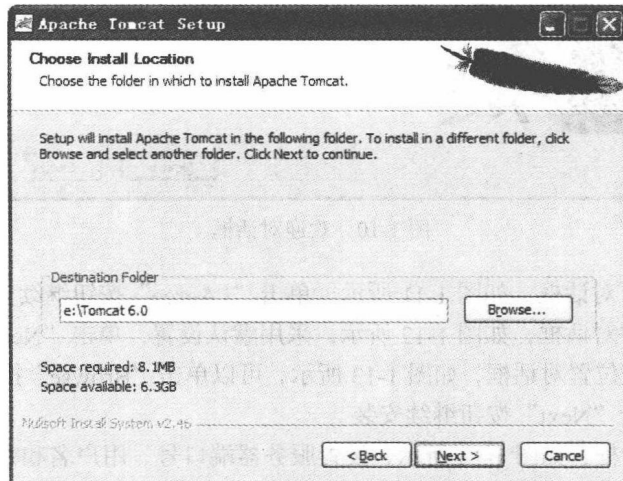 Apache Tomcat Setup
Choose Install Location
Choose the folder in which to install Apache Tomcat.
Setup will install Apache Tomcat in the following folder. To install in a different folder, click
Browse and select another folder. Click Next to continue.
Destination Folder
e:\Tomcat 6.0
Browse...
Space required: 8.1MB
Space available: 6.3GB
Nullsoft Install System v2.46
< Back
Next >
Cancel